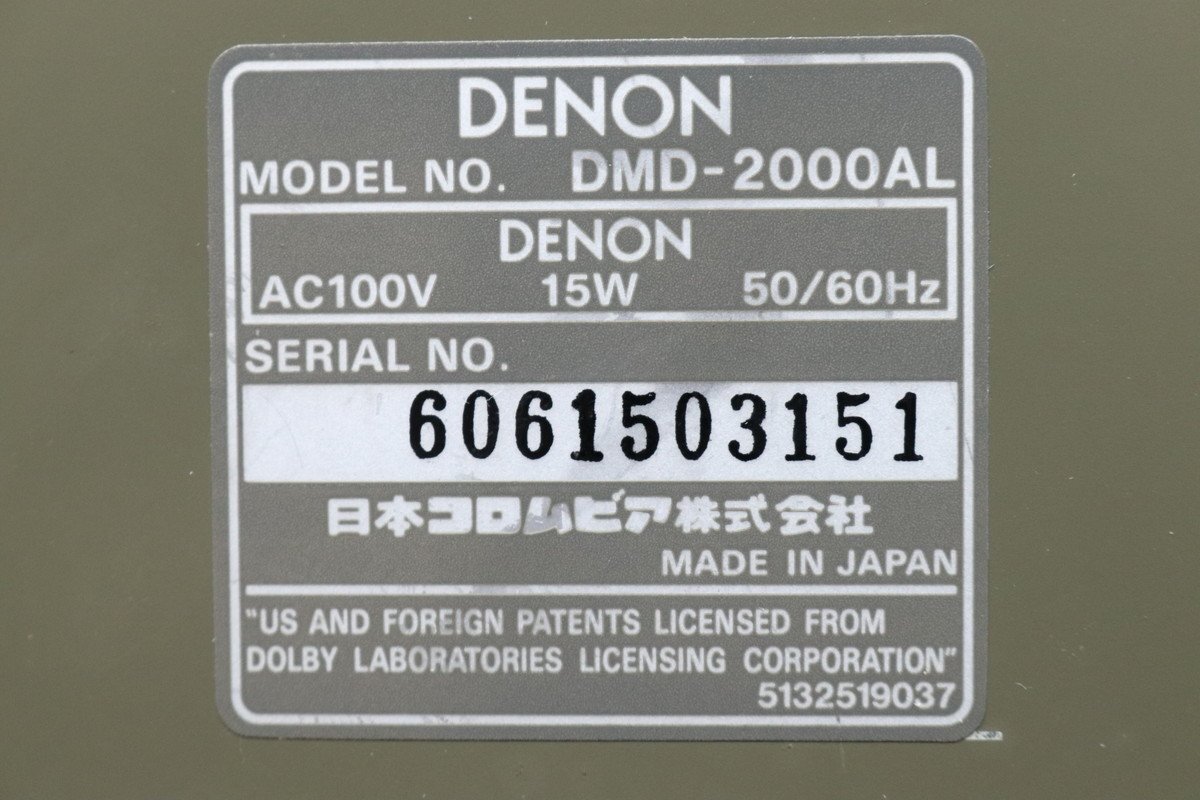 DENON
MODEL NO. DMD-2000AL
DENON
AC100V 15W 50/60Hz
SERIAL NO.
6061503151
日本コロムビア株式会社
MADE IN JAPAN
"US AND FOREIGN PATENTS LICENSED FROM
DOLBY LABORATORIES LICENSING CORPORATION"
5132519037